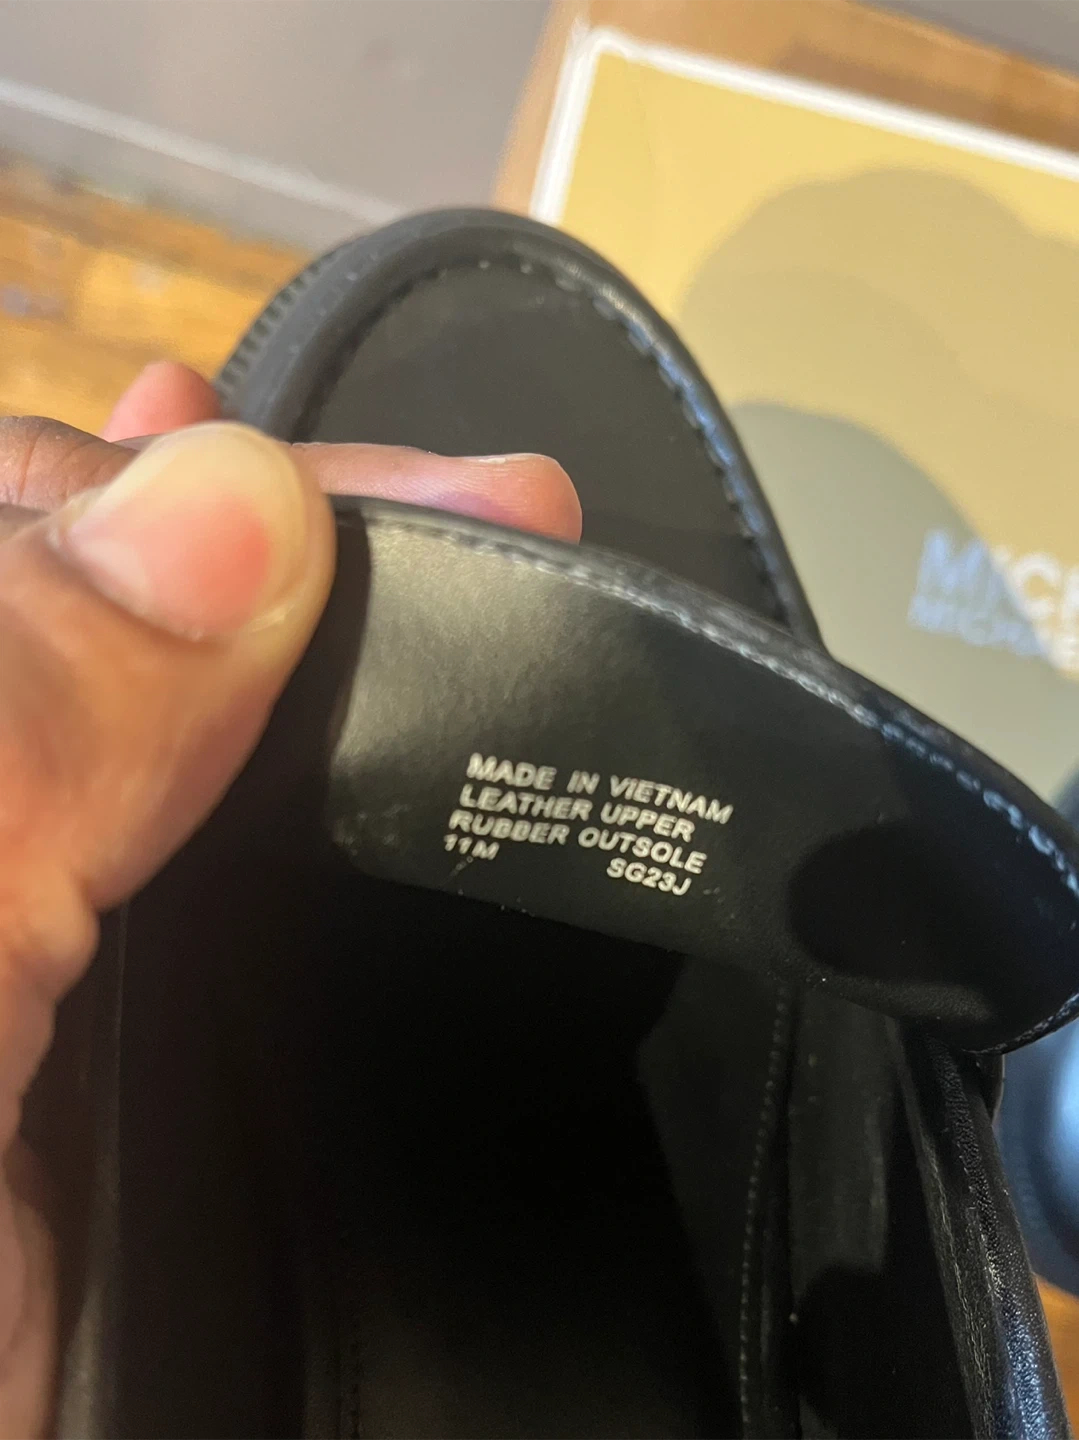 MADE IN VIETNAM
LEATHER UPPER
RUBBER OUTSOLE
11M SG23J